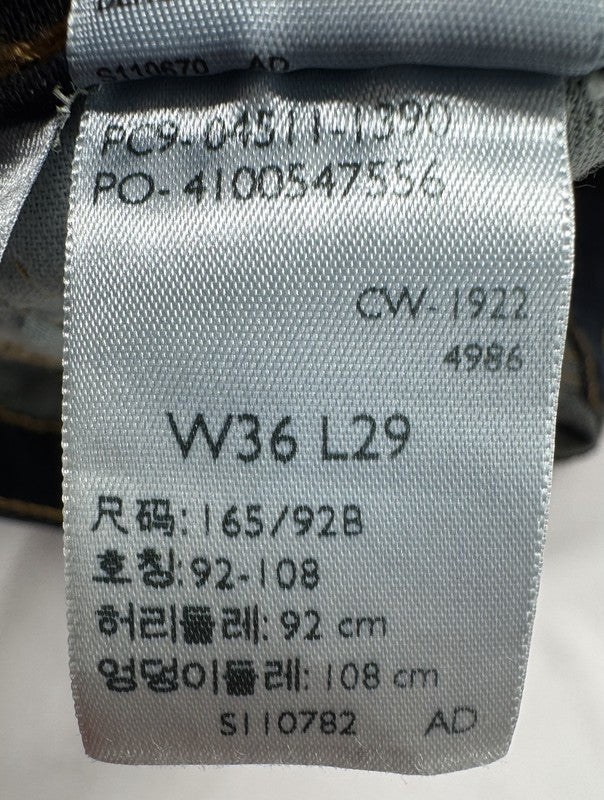 S110670 AD
PC9-04511-1390
PO-4100547556
CW-1922
4986
W36 L29
尺码: 165/92B
호칭: 92-108
허리둘레: 92 cm
엉덩이둘레: 108 cm
S110782 AD